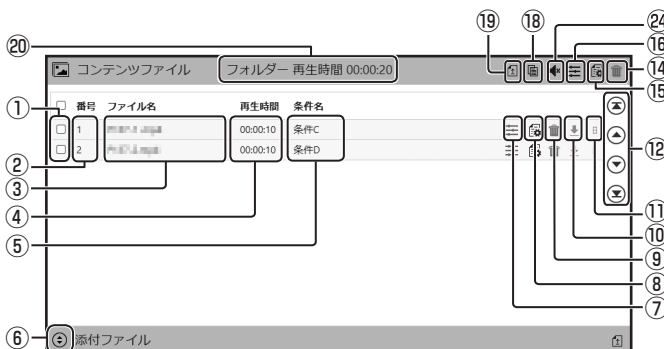 ⑲ ⑱ ㉔
⑳ ⑯
コンテンツファイル フォルダー 再生時間 00:00:20 ⑭
⑮
① 番号 ファイル名 再生時間 条件名
1 00:00:10 条件C
② 2 00:00:10 条件D ⑫
③
④ ⑪
⑤ ⑩
⑨
⑧
⑦
⑥ 添付ファイル